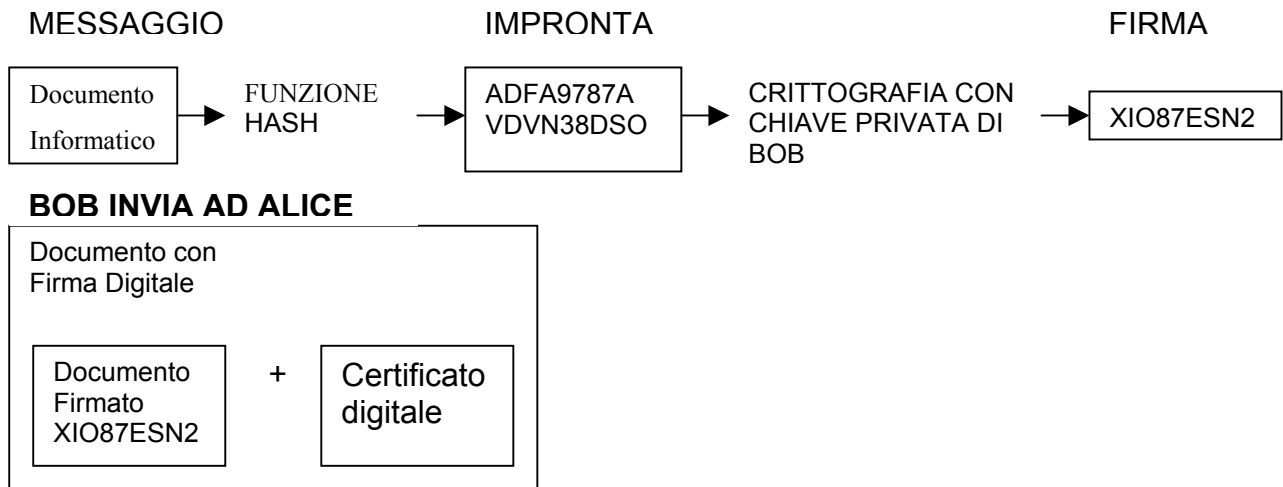 MESSAGGIO
IMPRONTA
FIRMA
Documento
Informatico
FUNZIONE
HASH
ADFA9787A
VDVN38DSO
CRITTOGRAFIA CON
CHIAVE PRIVATA DI
BOB
XIO87ESN2
BOB INVIA AD ALICE
Documento con
Firma Digitale
Documento
Firmato
XIO87ESN2
+
Certificato
digitale